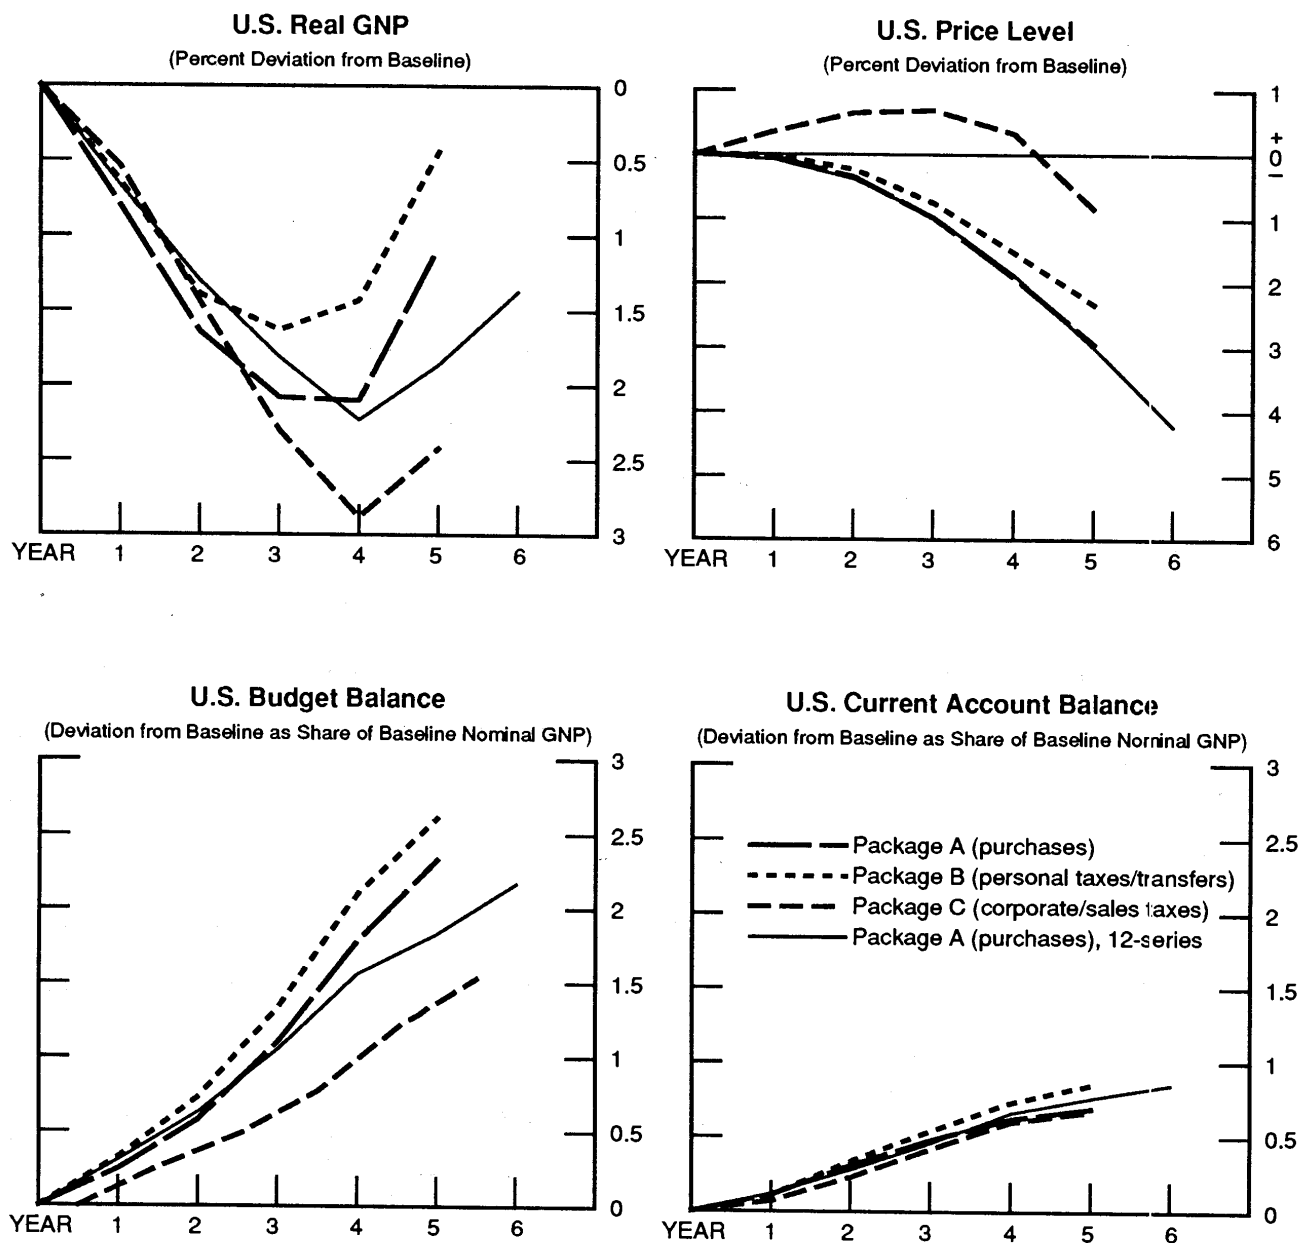 U.S. Real GNP
(Percent Deviation from Baseline)
0
0.5
1
1.5
2
2.5
3
YEAR 1 2 3 4 5 6
U.S. Price Level
(Percent Deviation from Baseline)
1
+
0
–
1
2
3
4
5
6
YEAR 1 2 3 4 5 6
U.S. Budget Balance
(Deviation from Baseline as Share of Baseline Nominal GNP)
3
2.5
2
1.5
1
0.5
0
YEAR 1 2 3 4 5 6
U.S. Current Account Balance
(Deviation from Baseline as Share of Baseline Nominal GNP)
Package A (purchases)
Package B (personal taxes/transfers)
Package C (corporate/sales taxes)
Package A (purchases), 12-series
3
2.5
2
1.5
1
0.5
0
YEAR 1 2 3 4 5 6